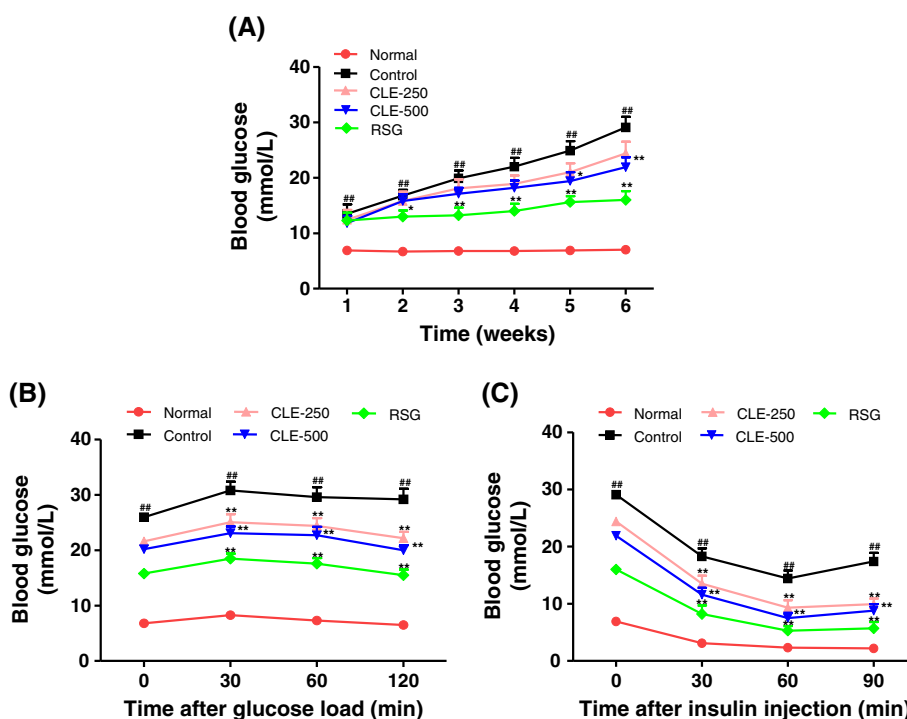 (A)
Normal
Control
CLE-250
CLE-500
RSG
Blood glucose
(mmol/L)
40
30
20
10
0
## ## ## ## ## ##
* ** ** ** * ** ** **
1 2 3 4 5 6
Time (weeks)
(B)
Normal CLE-250 RSG
Control CLE-500
Blood glucose
(mmol/L)
40
30
20
10
0
## ## ## ##
** ** **
** ** **
** ** **
0 30 60 120
Time after glucose load (min)
(C)
Normal CLE-250 RSG
Control CLE-500
Blood glucose
(mmol/L)
40
30
20
10
0
## ## ## ##
** ** **
** ** **
** ** **
0 30 60 90
Time after insulin injection (min)